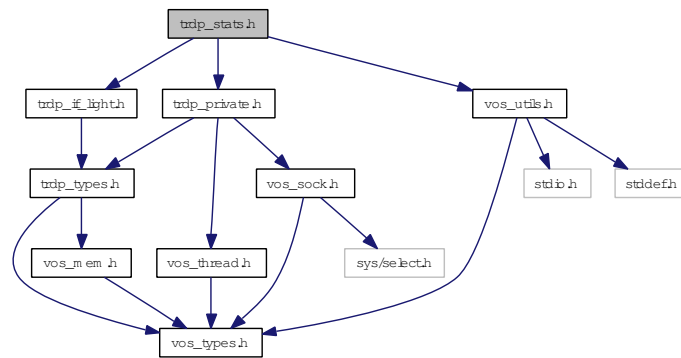 trdp_stats.h
trdp_if_light.h
trdp_private.h
vos_utils.h
trdp_types.h
vos_sock.h
stdio.h
stddef.h
vos_mem.h
vos_thread.h
sys/select.h
vos_types.h